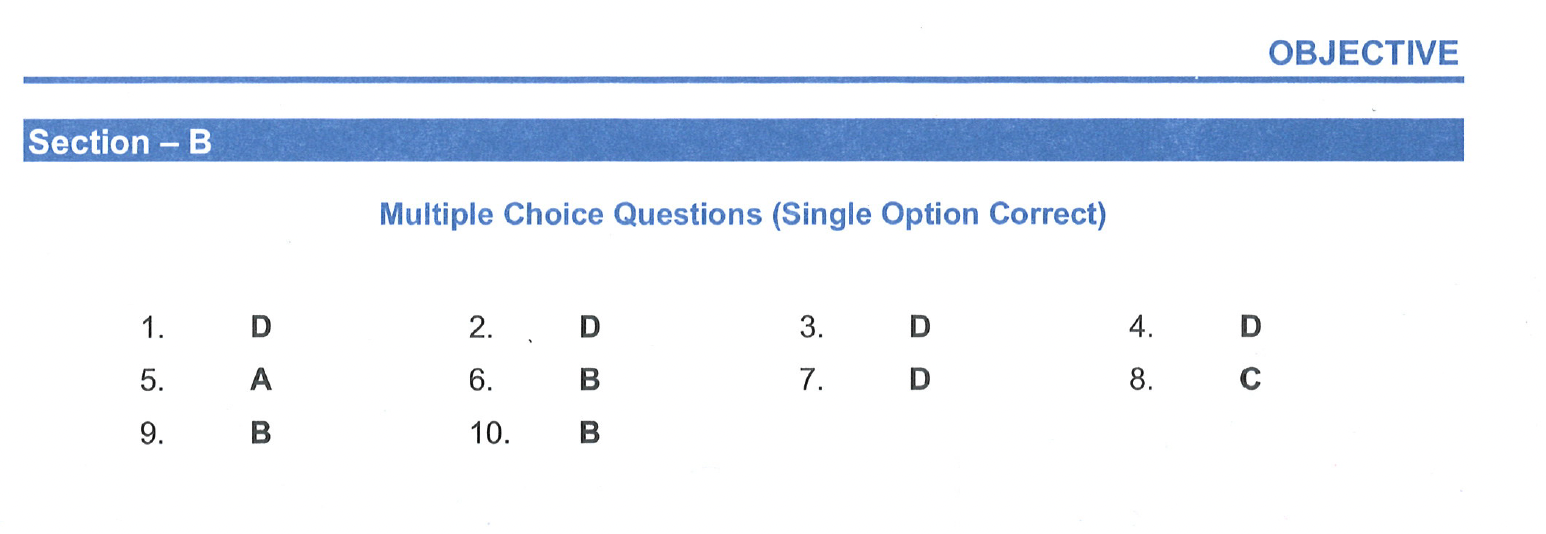 OBJECTIVE
Section – B
Multiple Choice Questions (Single Option Correct)
1. D 2. D 3. D 4. D
5. A 6. B 7. D 8. C
9. B 10. B